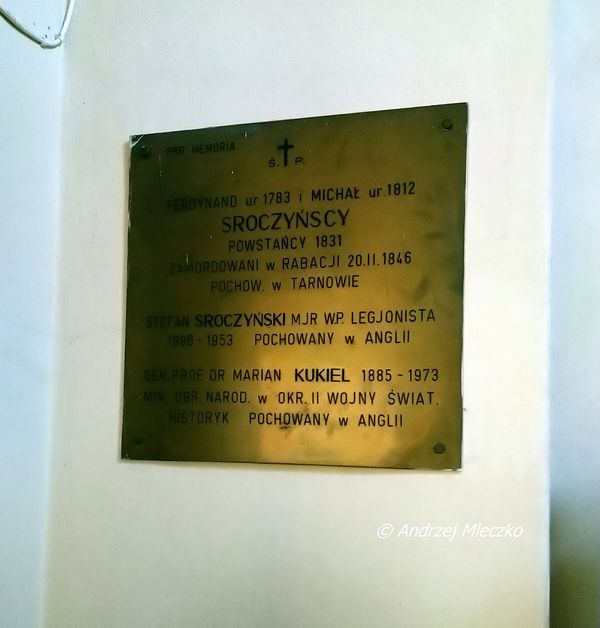 PRO MEMORIA
Ś. P.
FERDYNAND ur 1783 i MICHAŁ ur. 1812
SROCZYŃSCY
POWSTAŃCY 1831
ZAMORDOWANI w RABACJI 20.II.1846
POCHOW. w TARNOWIE
STEFAN SROCZYŃSKI MJR W.P. LEGJONISTA
1890 - 1953 POCHOWANY w ANGLII
GEN. PROF. DR MARIAN KUKIEL 1885 - 1973
MIN. OBR. NAROD. w OKR. II WOJNY ŚWIAT.
HISTORYK POCHOWANY w ANGLII
© Andrzej Mleczko